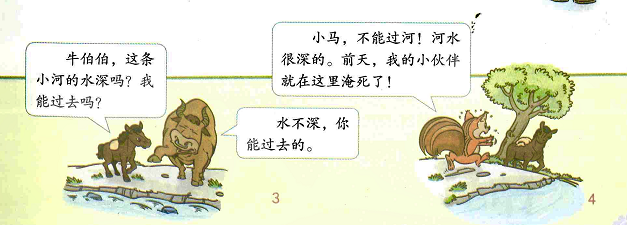 牛伯伯，这条
小河的水深吗？我
能过去吗？
水不深，你
能过去的。
3
小马，不能过河！河水
很深的。前天，我的小伙伴
就在这里淹死了！
4